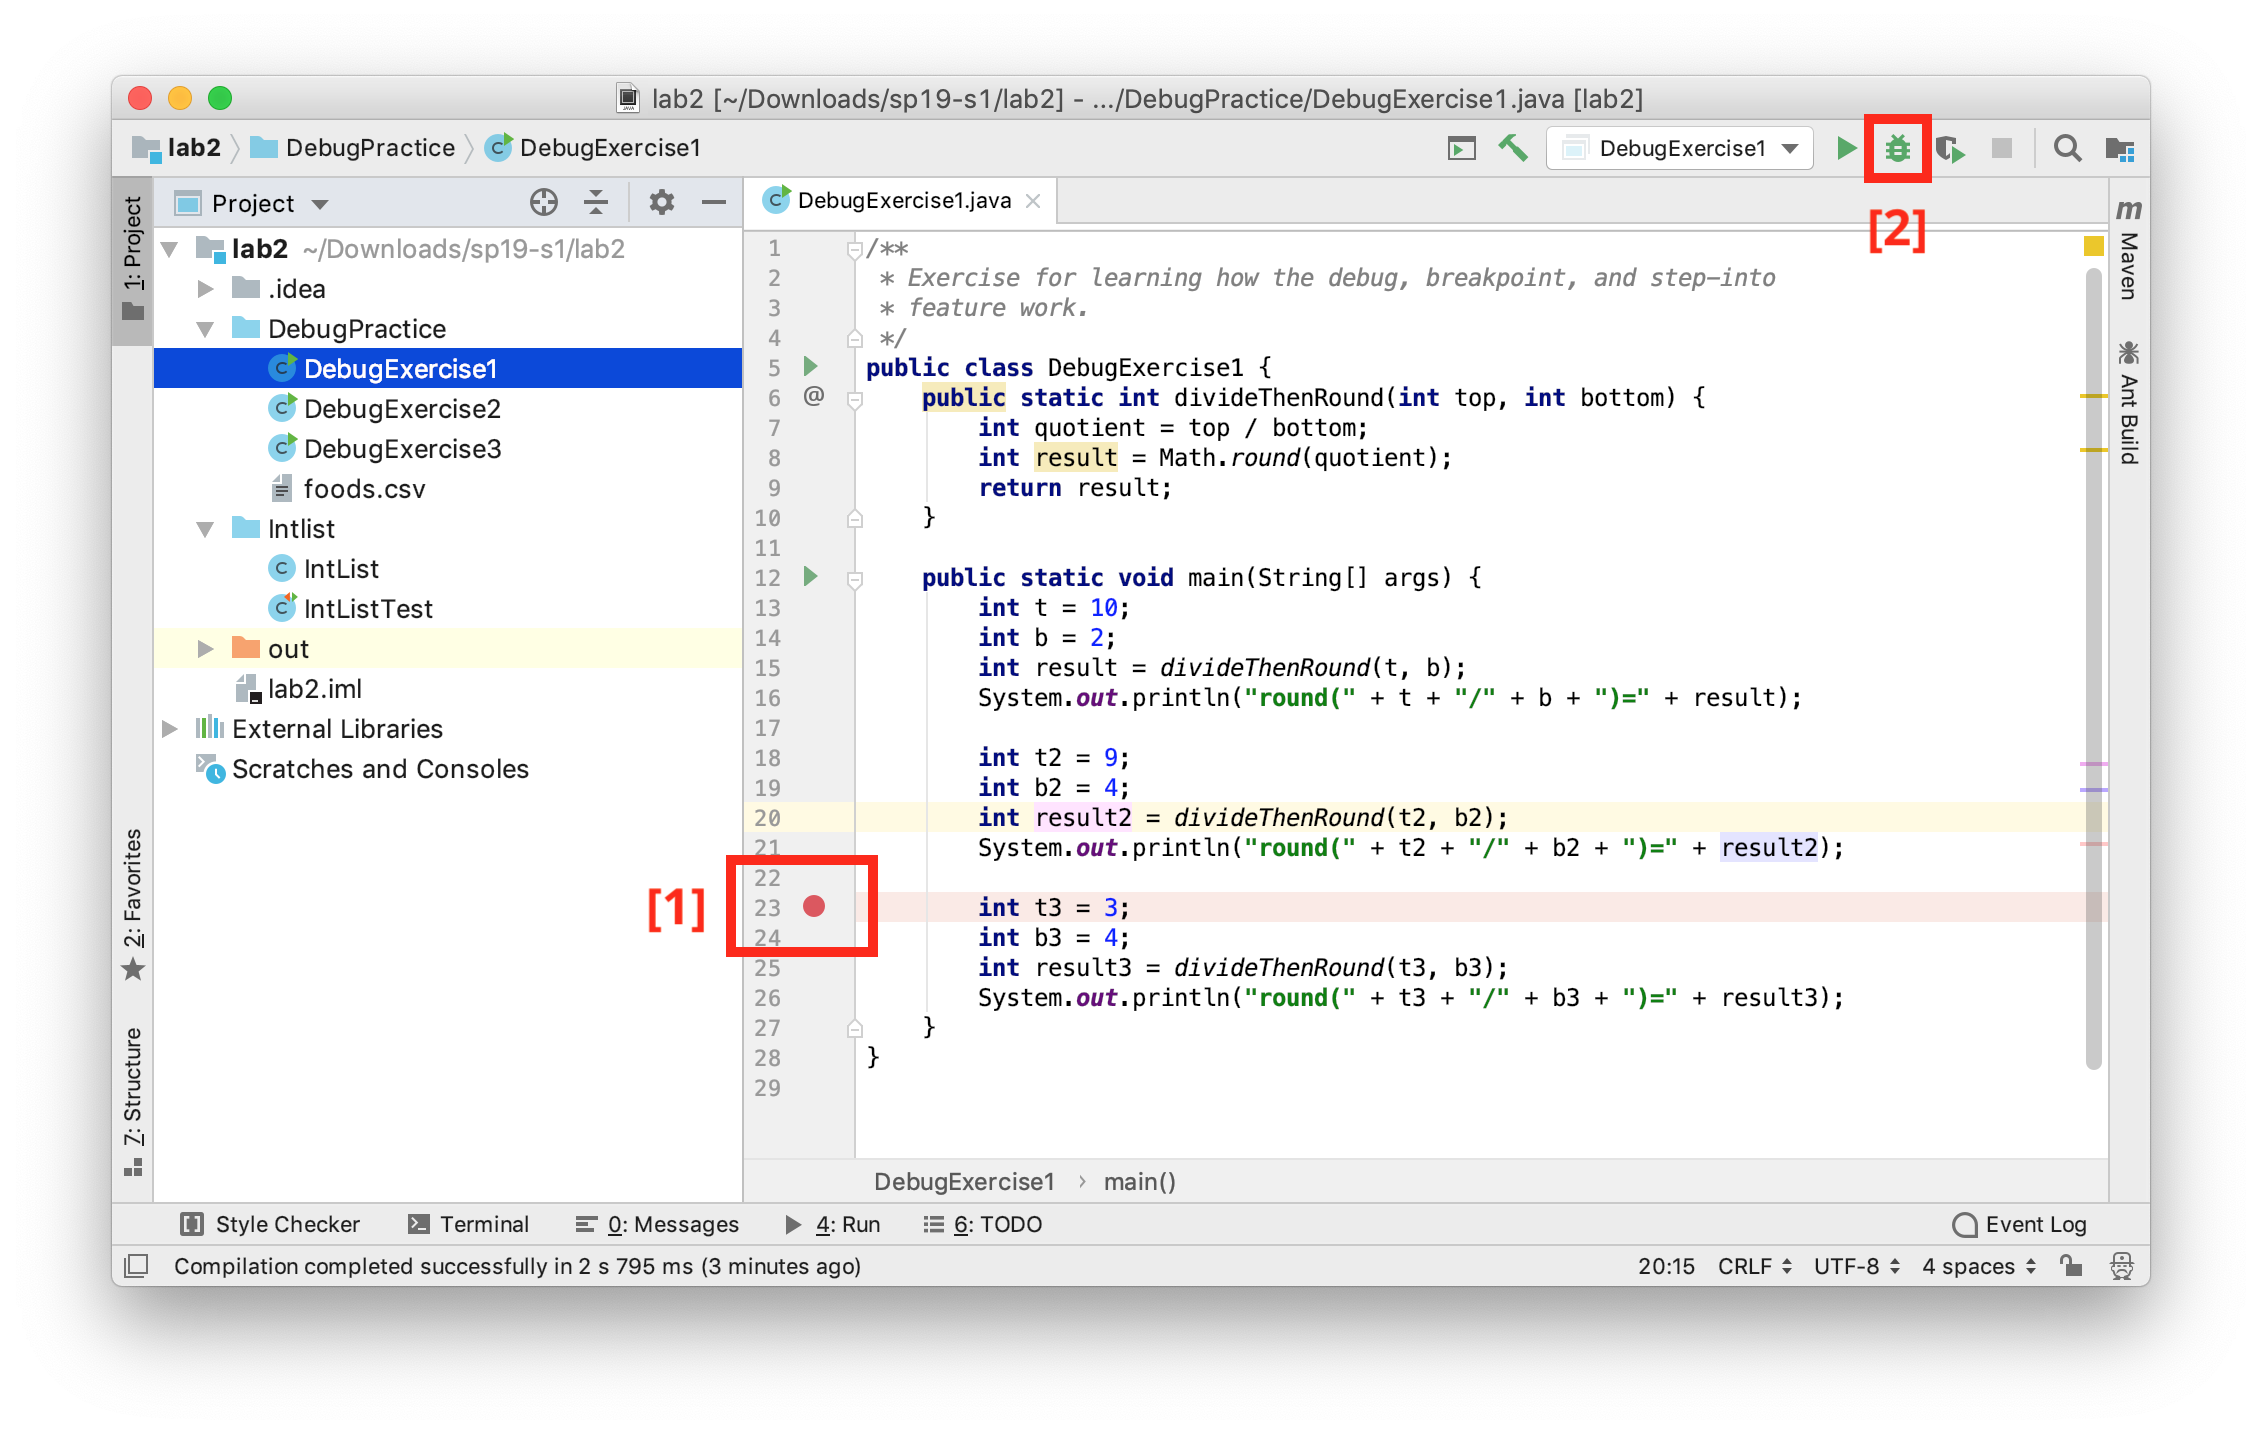 lab2 [~/Downloads/sp19-s1/lab2] - .../DebugPractice/DebugExercise1.java [lab2]
lab2 DebugPractice DebugExercise1
DebugExercise1
[2]
1: Project
2: Favorites
7: Structure
Project
lab2 ~/Downloads/sp19-s1/lab2
.idea
DebugPractice
DebugExercise1
DebugExercise2
DebugExercise3
foods.csv
Intlist
IntList
IntListTest
out
lab2.iml
External Libraries
Scratches and Consoles
DebugExercise1.java
1 /**
2 * Exercise for learning how the debug, breakpoint, and step-into
3 * feature work.
4 */
5 public class DebugExercise1 {
6 @ public static int divideThenRound(int top, int bottom) {
7 int quotient = top / bottom;
8 int result = Math.round(quotient);
9 return result;
10 }
11
12 public static void main(String[] args) {
13 int t = 10;
14 int b = 2;
15 int result = divideThenRound(t, b);
16 System.out.println("round(" + t + "/" + b + ")=" + result);
17
18 int t2 = 9;
19 int b2 = 4;
20 int result2 = divideThenRound(t2, b2);
21 System.out.println("round(" + t2 + "/" + b2 + ")=" + result2);
22
[1]
23 int t3 = 3;
24 int b3 = 4;
25 int result3 = divideThenRound(t3, b3);
26 System.out.println("round(" + t3 + "/" + b3 + ")=" + result3);
27 }
28 }
29
DebugExercise1 › main()
m Maven
Ant Build
Style Checker Terminal 0: Messages 4: Run 6: TODO Event Log
Compilation completed successfully in 2 s 795 ms (3 minutes ago) 20:15 CRLF UTF-8 4 spaces